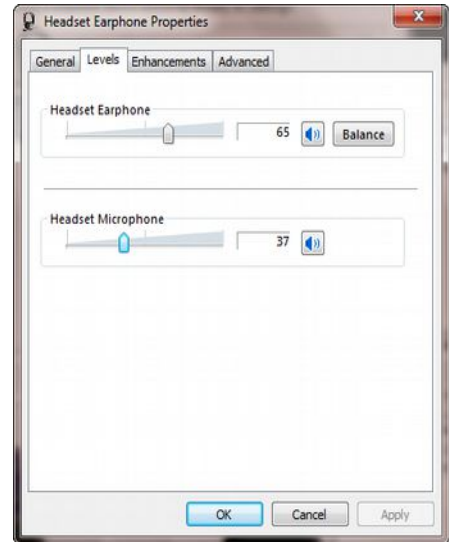 Headset Earphone Properties
General Levels Enhancements Advanced
Headset Earphone
65 Balance
Headset Microphone
37
OK Cancel Apply